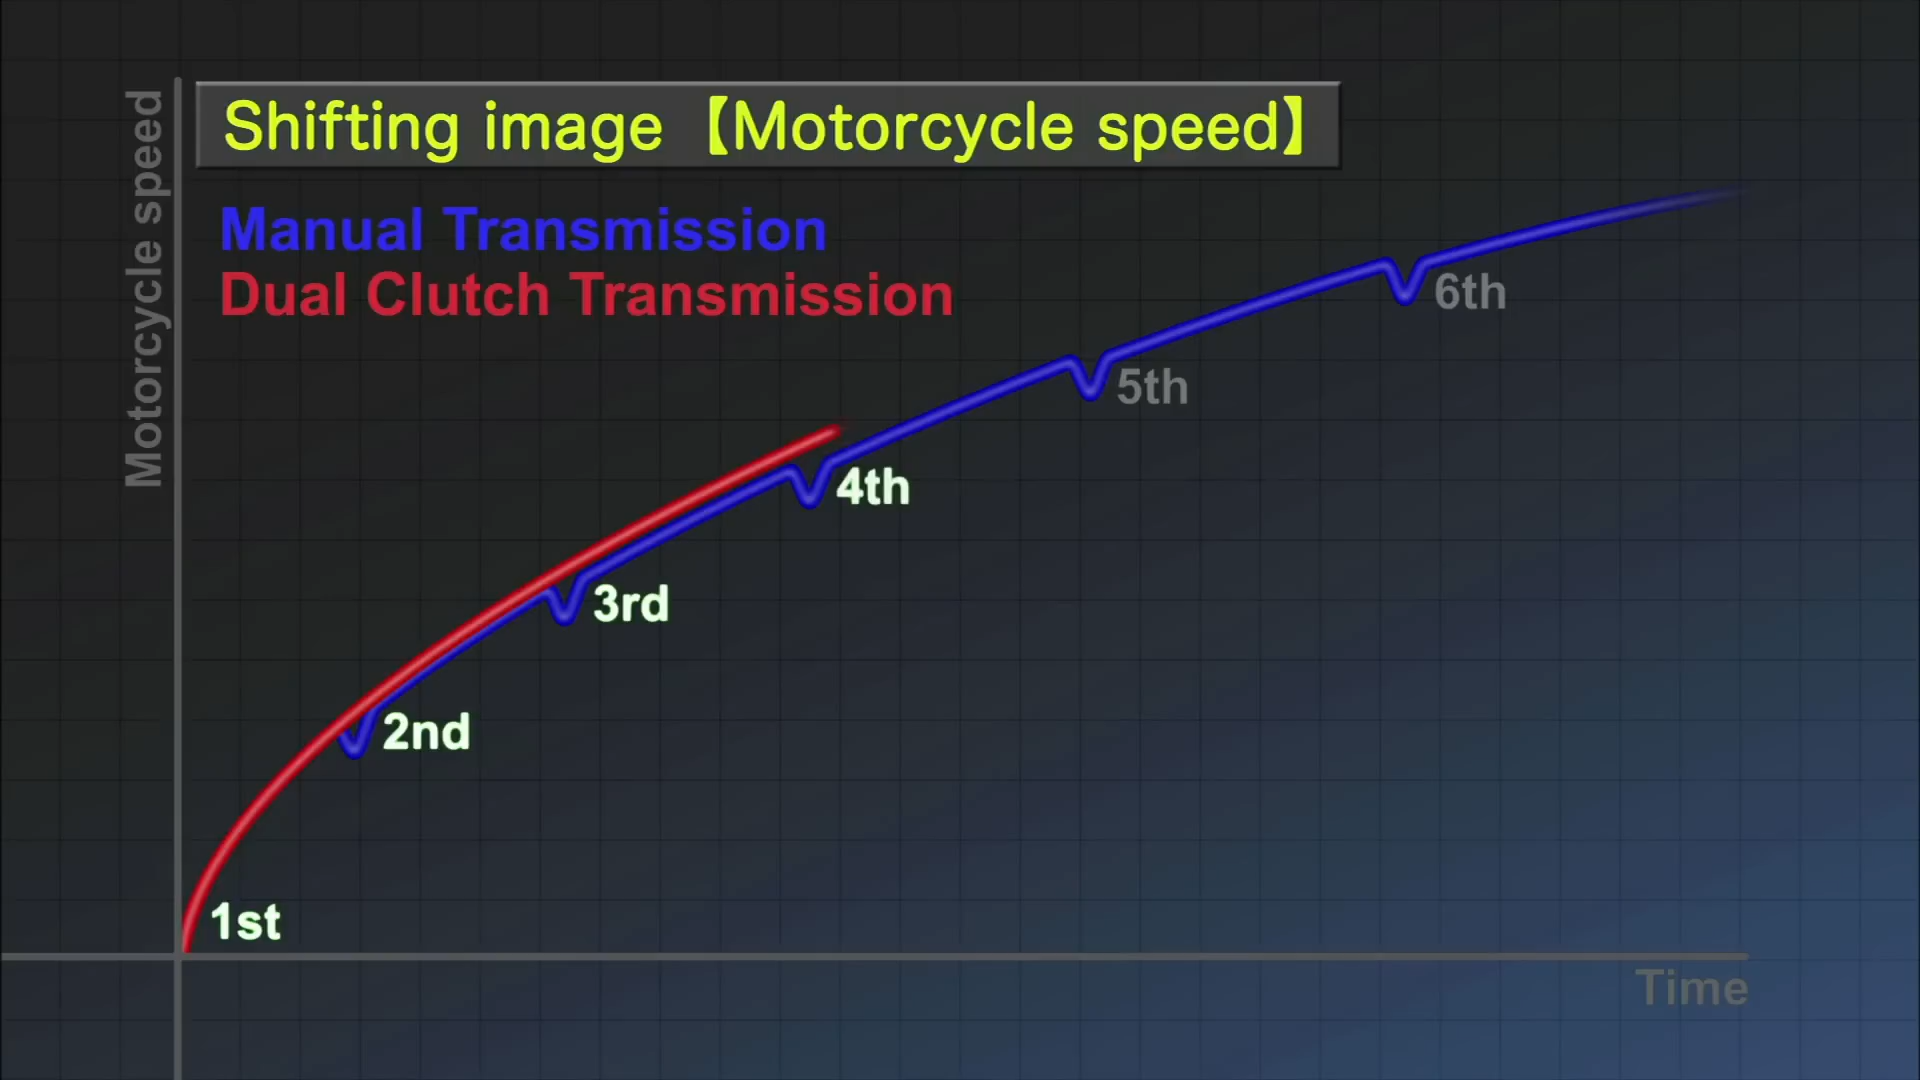 Motorcycle speed
Shifting image【Motorcycle speed】
Manual Transmission
Dual Clutch Transmission
6th
5th
4th
3rd
2nd
1st
Time